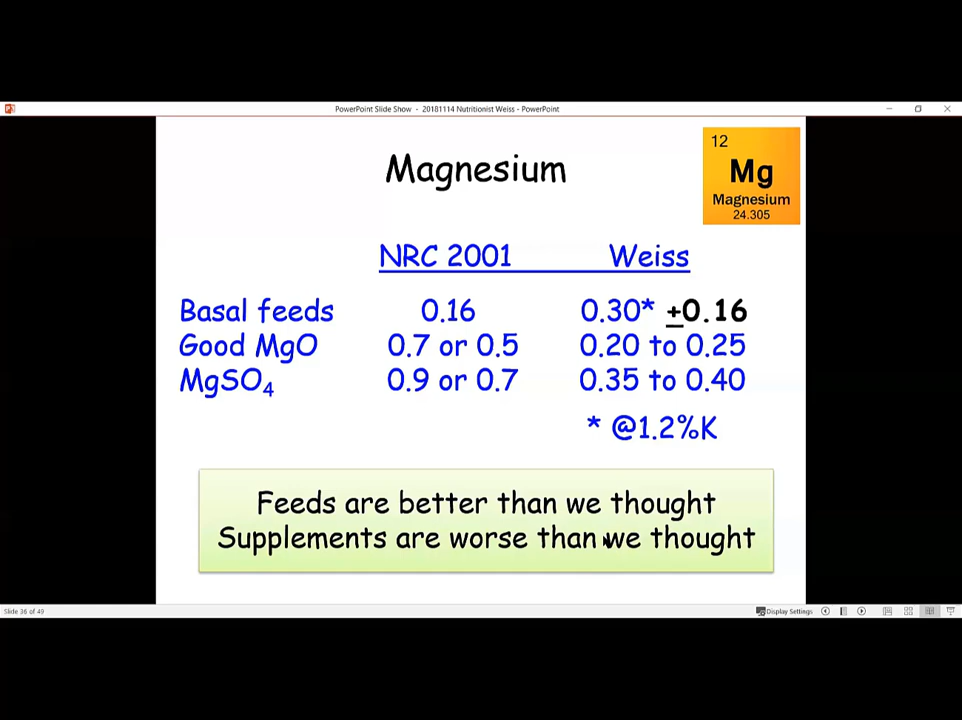 PowerPoint Slide Show - 20181114 Nutritionist Weiss - PowerPoint
Magnesium
12
Mg
Magnesium
24.305
NRC 2001 Weiss
Basal feeds 0.16 0.30* ±0.16
Good MgO 0.7 or 0.5 0.20 to 0.25
MgSO₄ 0.9 or 0.7 0.35 to 0.40
* @1.2%K
Feeds are better than we thought
Supplements are worse than we thought
Slide 36 of 49 Display Settings